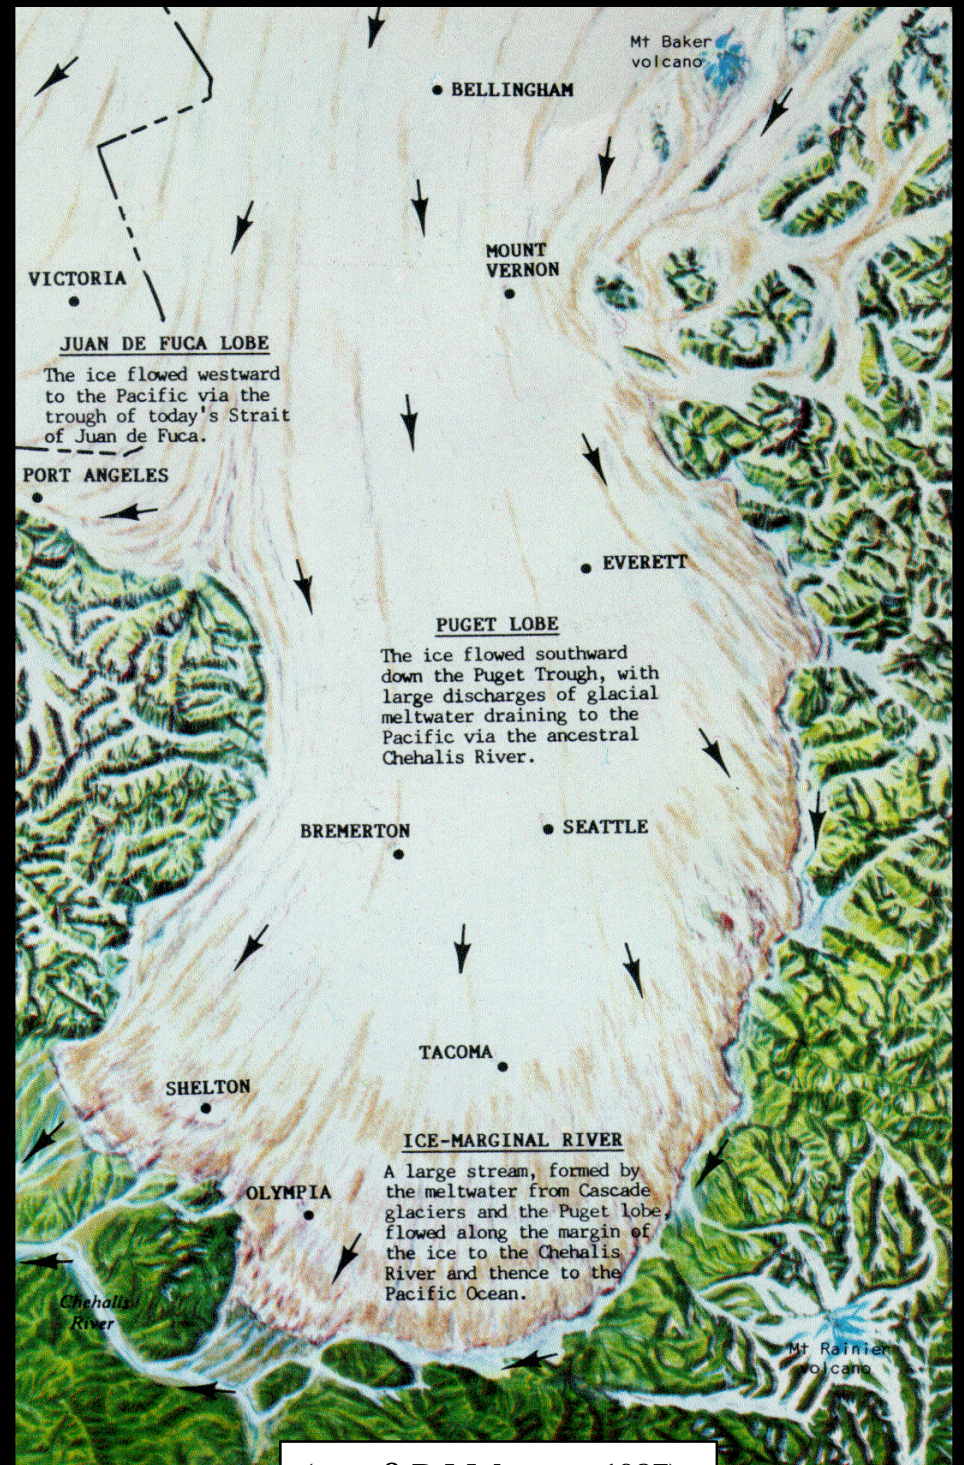 Mt Baker
volcano
BELLINGHAM
MOUNT
VERNON
VICTORIA
JUAN DE FUCA LOBE
The ice flowed westward
to the Pacific via the
trough of today's Strait
of Juan de Fuca.
PORT ANGELES
EVERETT
PUGET LOBE
The ice flowed southward
down the Puget Trough, with
large discharges of glacial
meltwater draining to the
Pacific via the ancestral
Chehalis River.
BREMERTON
SEATTLE
TACOMA
SHELTON
ICE-MARGINAL RIVER
A large stream, formed by
the meltwater from Cascade
glaciers and the Puget lobe,
flowed along the margin of
the ice to the Chehalis
River and thence to the
Pacific Ocean.
OLYMPIA
Chehalis
River
Mt Rainier
volcano